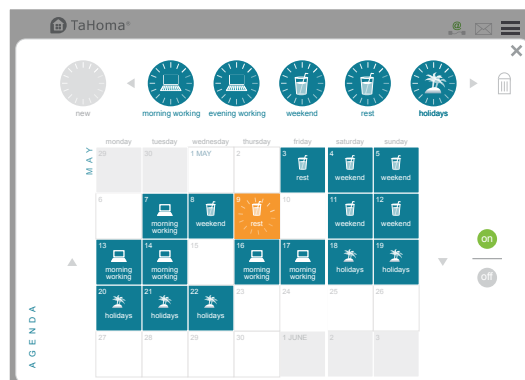 TaHoma®
new
morning working
evening working
weekend
rest
holidays
MAY
monday tuesday wednesday thursday friday saturday sunday
29 30 1 MAY 2 3 4 5
rest weekend weekend
6 7 8 9 10 11 12
morning working weekend rest weekend weekend
13 14 15 16 17 18 19
morning working morning working morning working morning working holidays holidays
20 21 22 23 24 25 26
holidays holidays holidays
27 28 29 30 1 JUNE 2 3
on
off
AGENDA